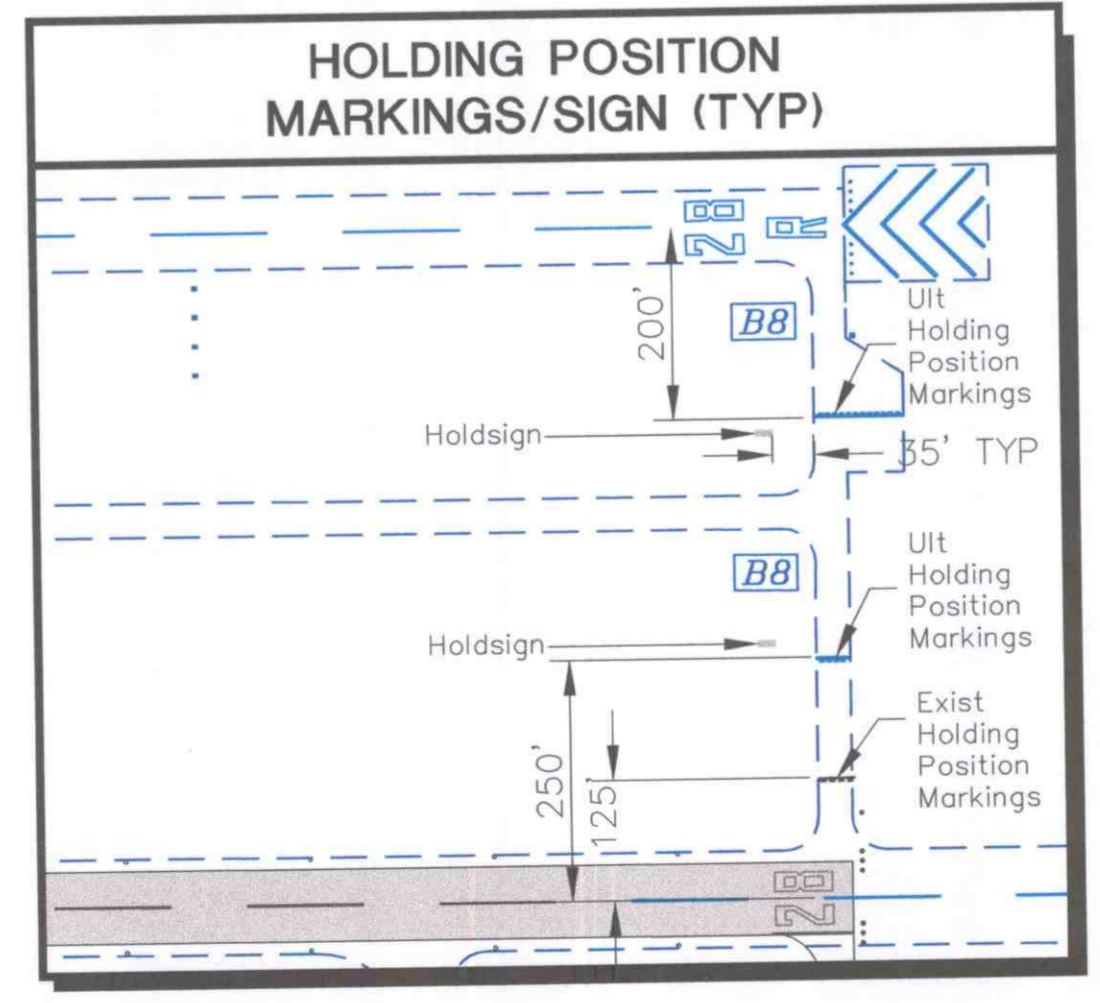 HOLDING POSITION
MARKINGS/SIGN (TYP)
28
R
Ult
Holding
Position
Markings
200'
B8
Holdsign
35' TYP
Ult
Holding
Position
Markings
B8
Holdsign
Exist
Holding
Position
Markings
250'
125'
28